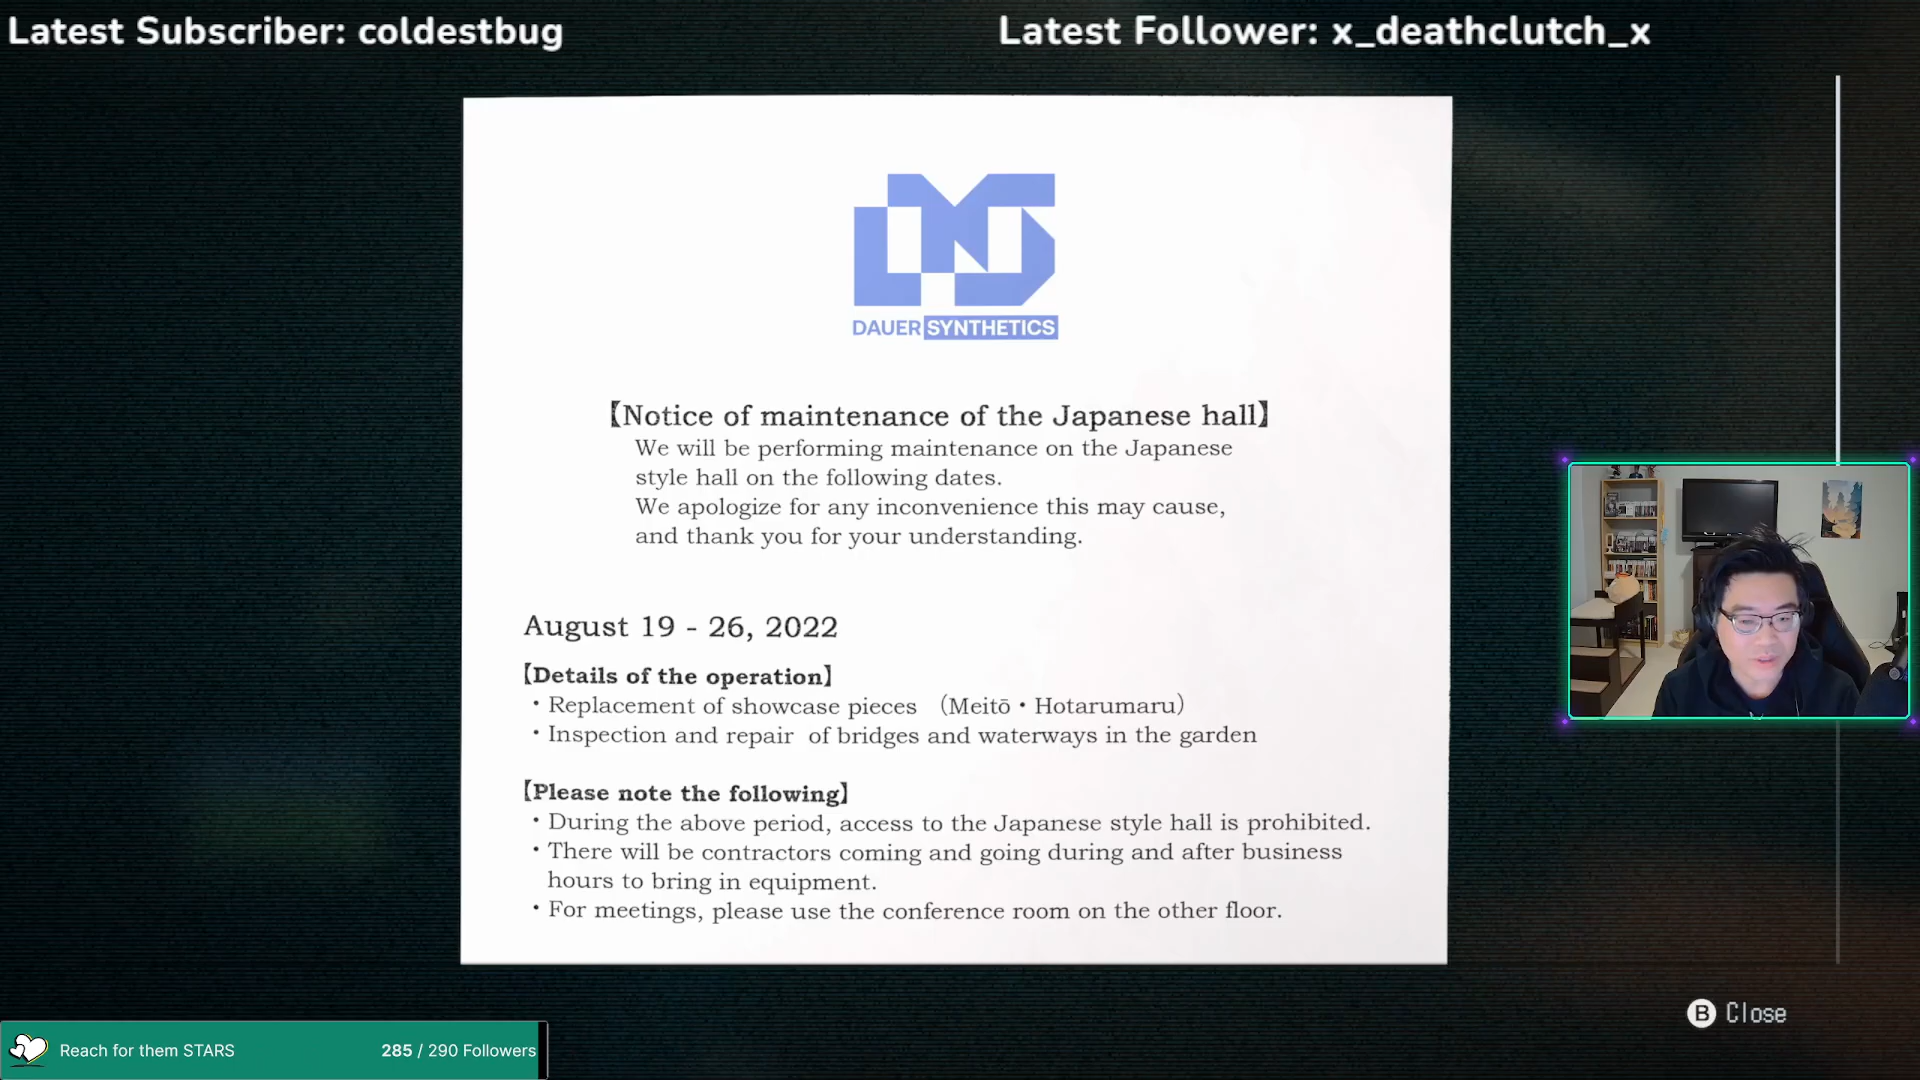 Latest Subscriber: coldestbug
Latest Follower: x_deathclutch_x
DAUER SYNTHETICS
【Notice of maintenance of the Japanese hall】
We will be performing maintenance on the Japanese
style hall on the following dates.
We apologize for any inconvenience this may cause,
and thank you for your understanding.
August 19 - 26, 2022
【Details of the operation】
・Replacement of showcase pieces （Meitō・Hotarumaru）
・Inspection and repair  of bridges and waterways in the garden
【Please note the following】
・During the above period, access to the Japanese style hall is prohibited.
・There will be contractors coming and going during and after business
hours to bring in equipment.
・For meetings, please use the conference room on the other floor.
B Close
Reach for them STARS 285 / 290 Followers